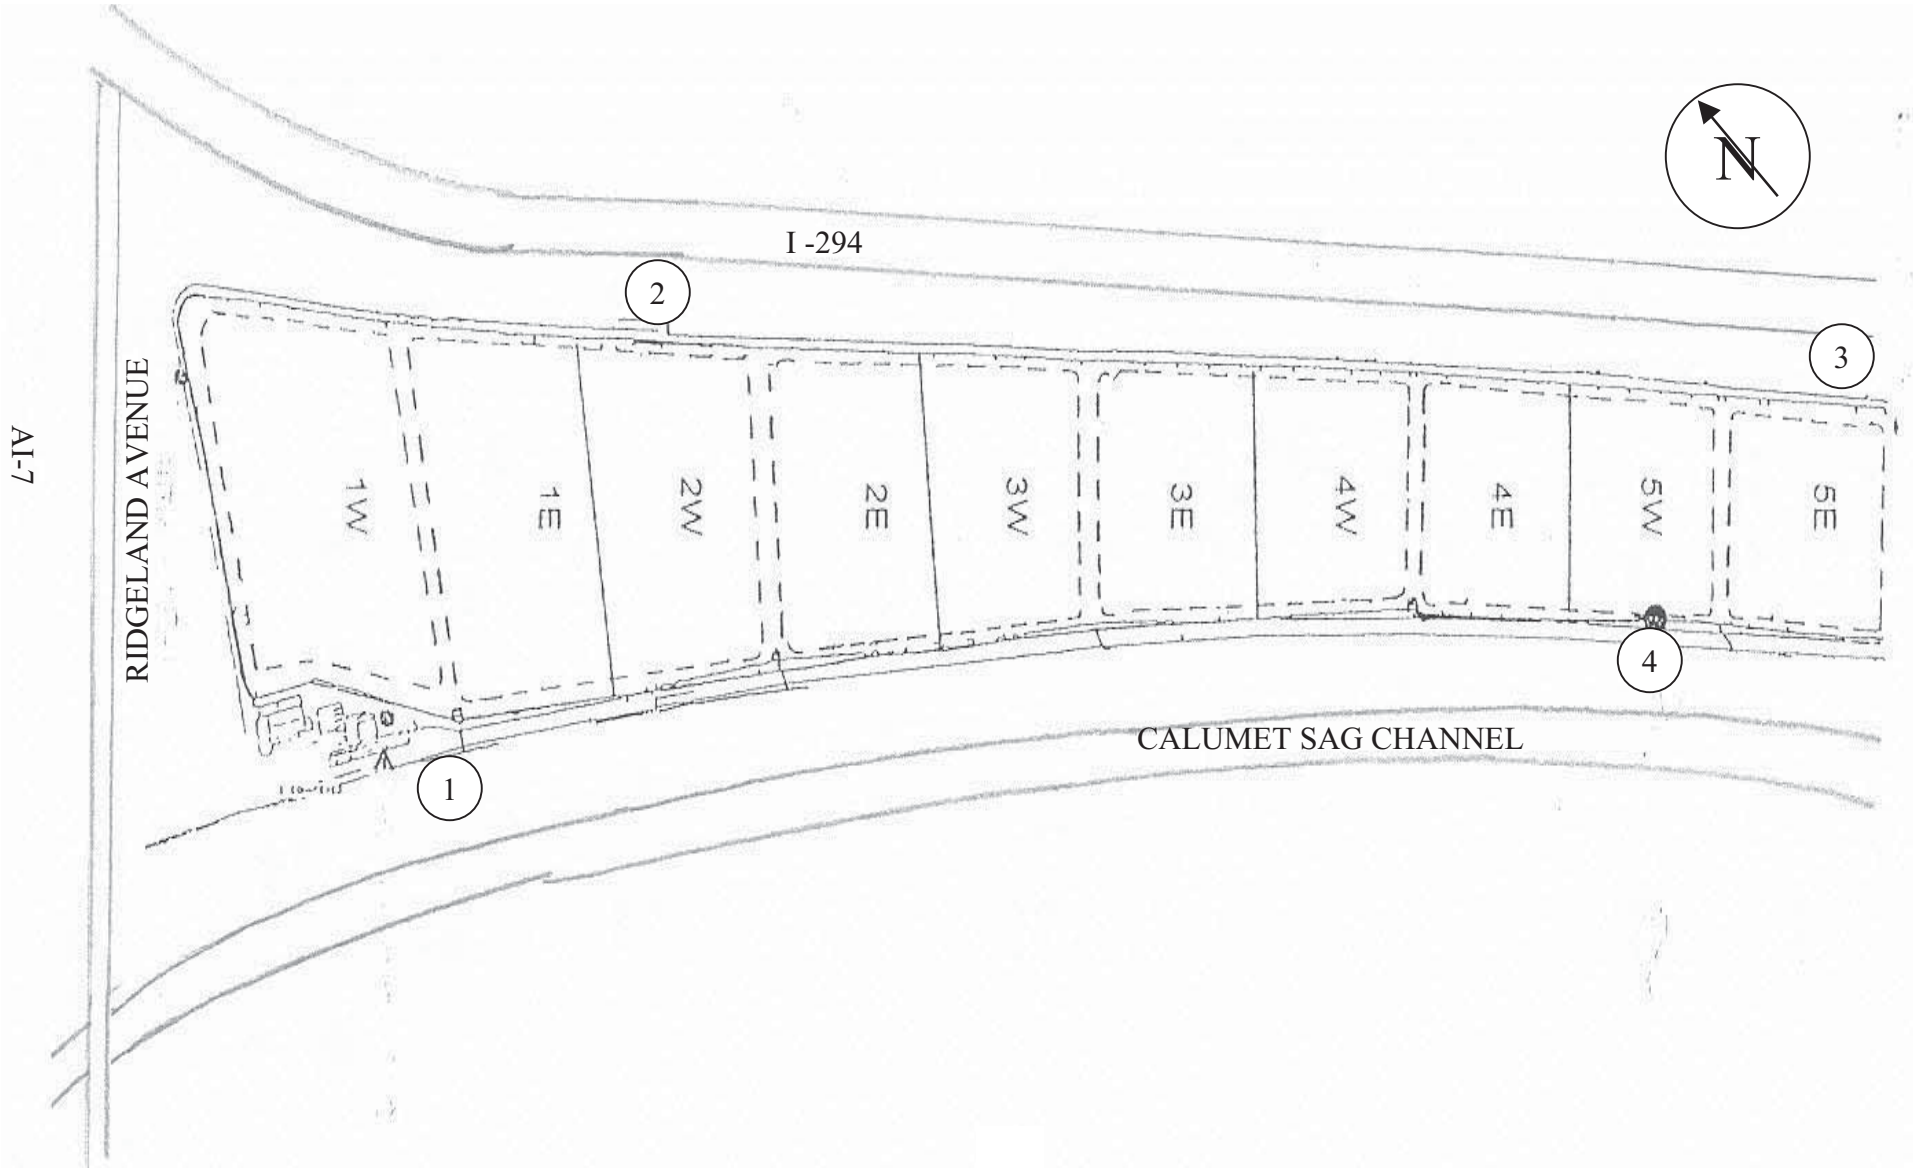 N
I -294
2
3
RIDGELAND AVENUE
AI-7
1W
1E
2W
2E
3W
3E
4W
4E
5W
5E
4
CALUMET SAG CHANNEL
1